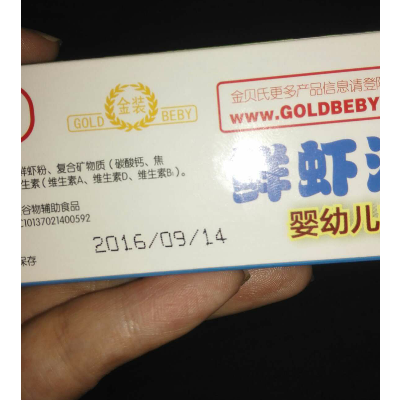 金贝氏更多产品信息请登
WWW.GOLDBEBY
金装
GOLD BEBY
鲜虾
婴幼儿
虾粉、复合矿物质(碳酸钙、焦
生素(维生素A、维生素D、维生素B₁)。
谷物辅助食品
10137021400592
2016/09/14
保存